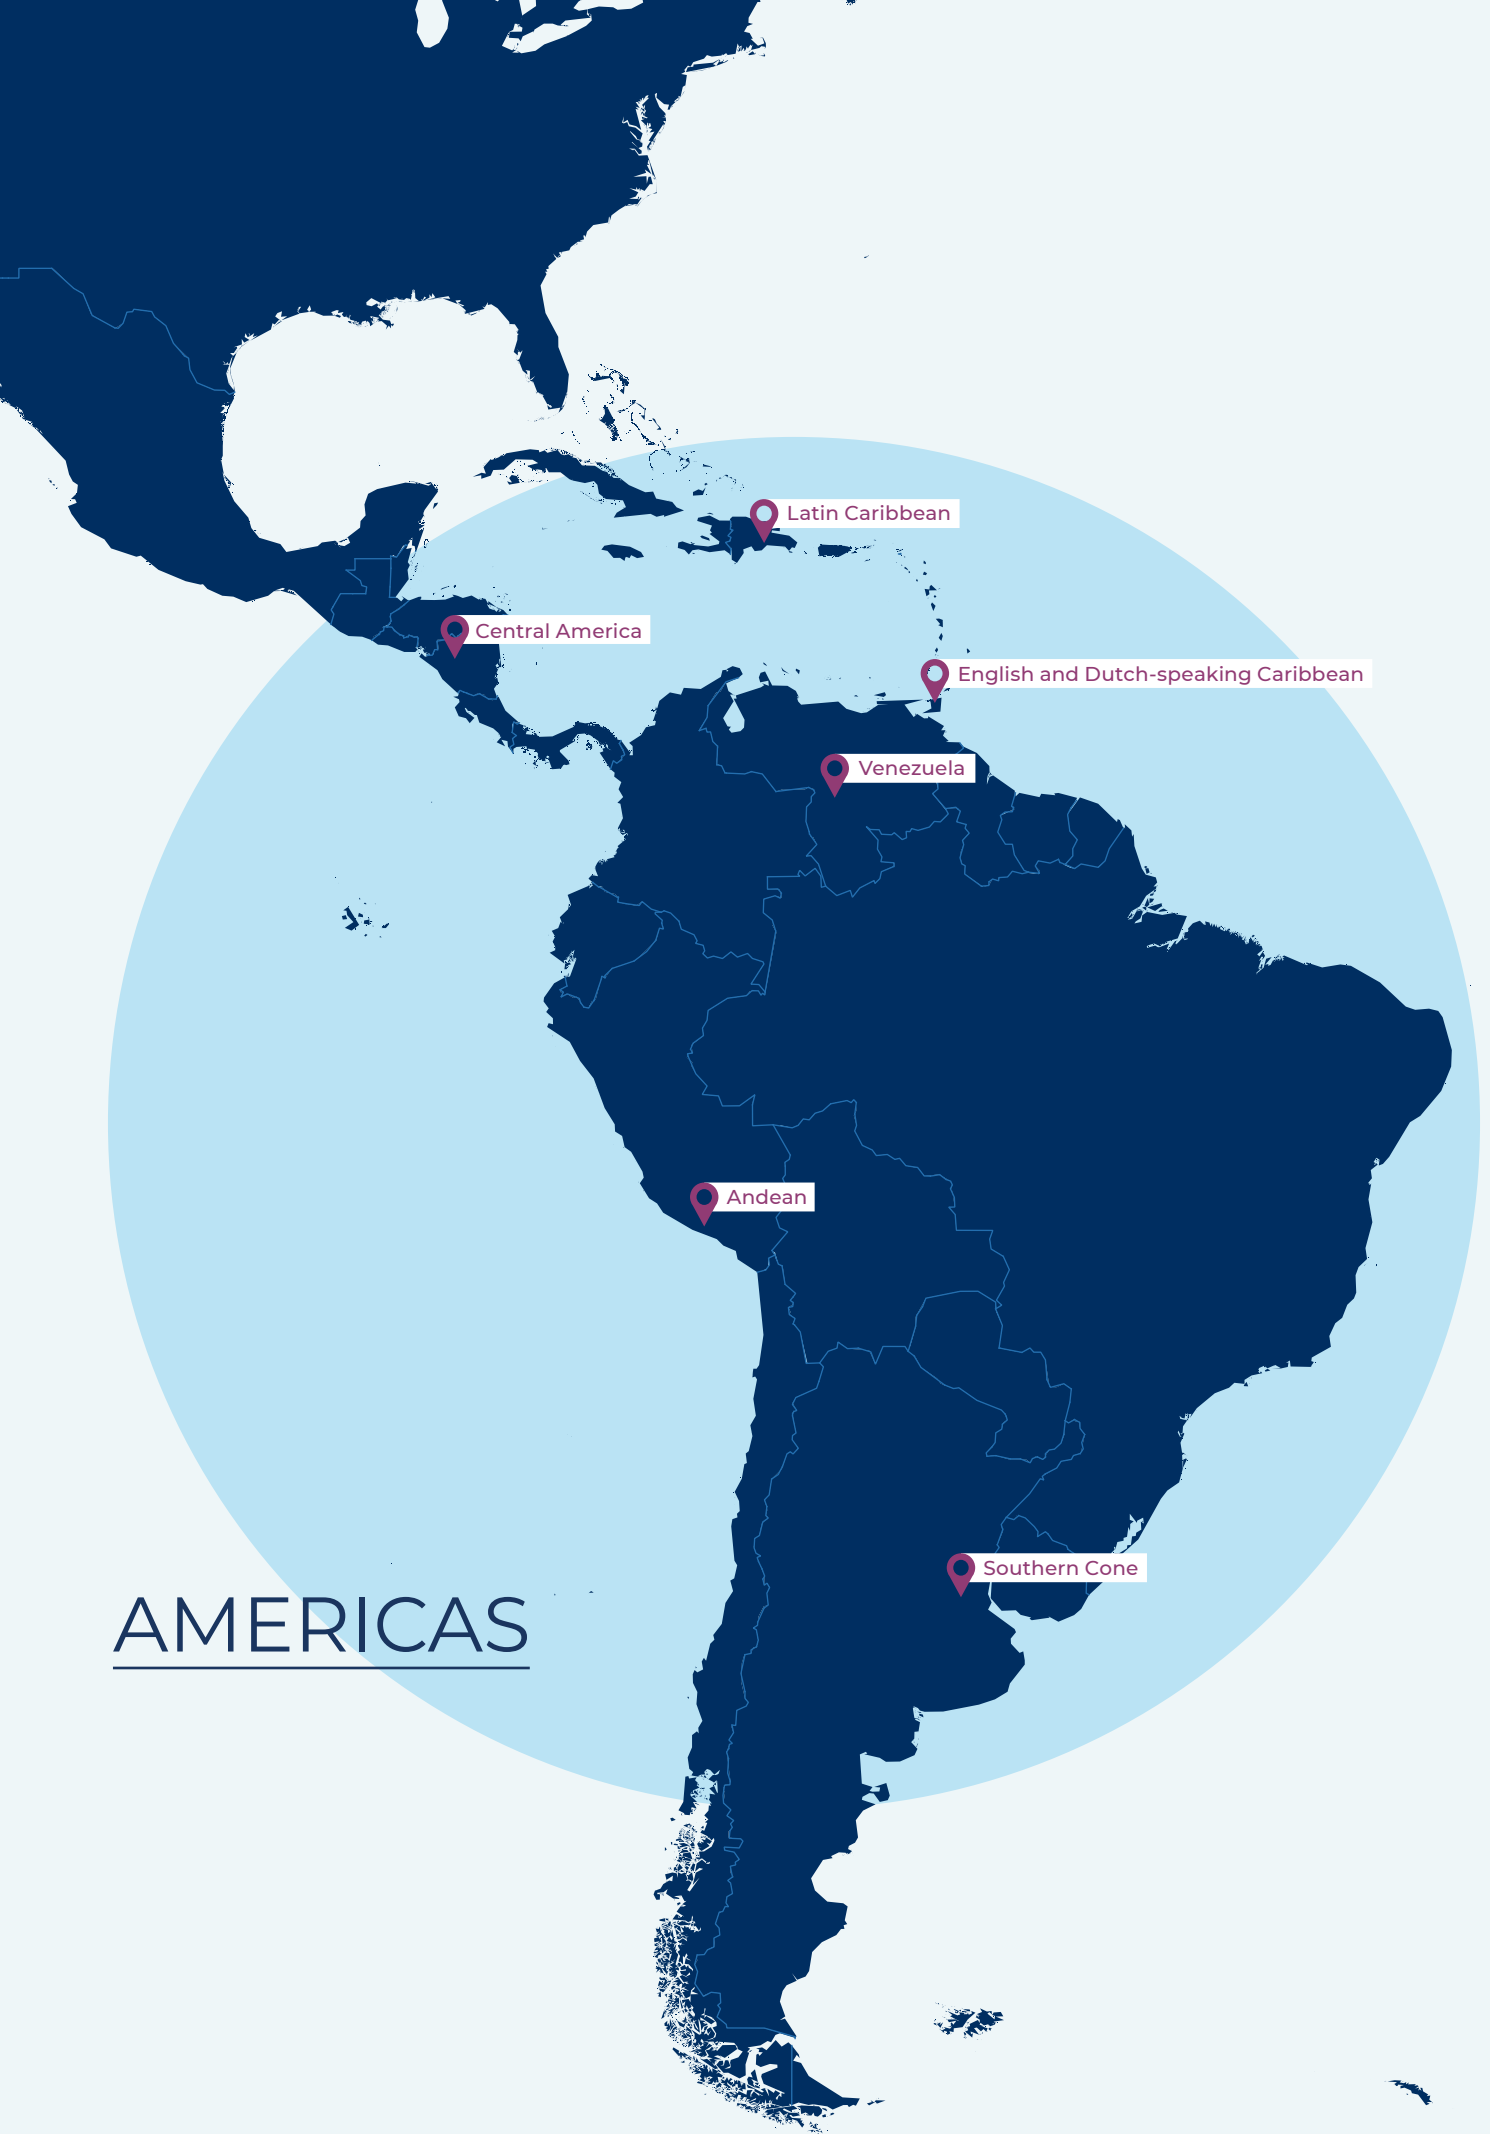 Latin Caribbean
Central America
English and Dutch-speaking Caribbean
Venezuela
Andean
Southern Cone
AMERICAS